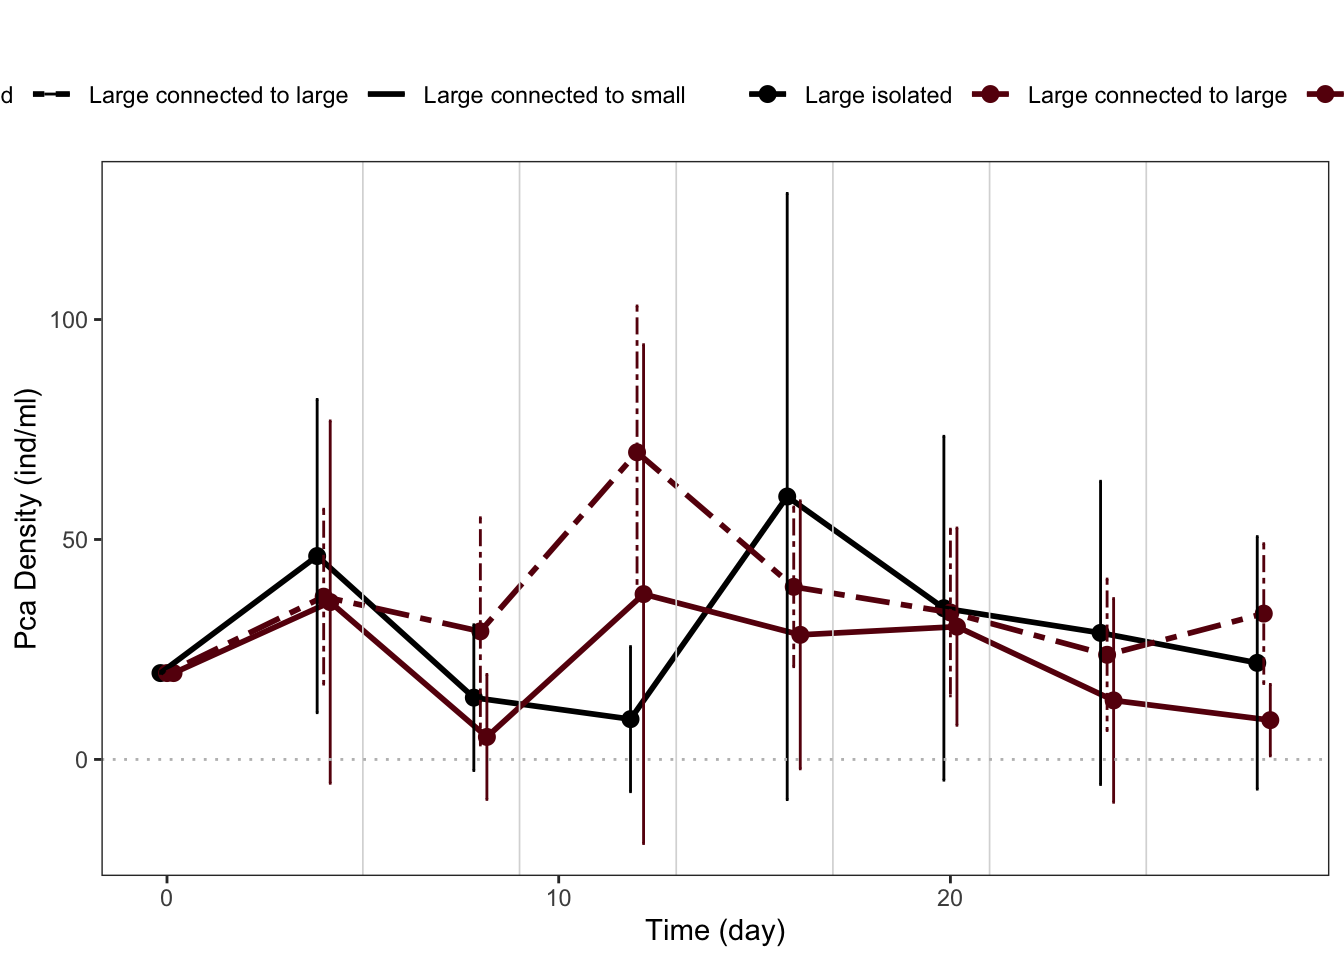 d Large connected to large Large connected to small Large isolated Large connected to large
Pca Density (ind/ml)
100
50
0
0 10 20
Time (day)